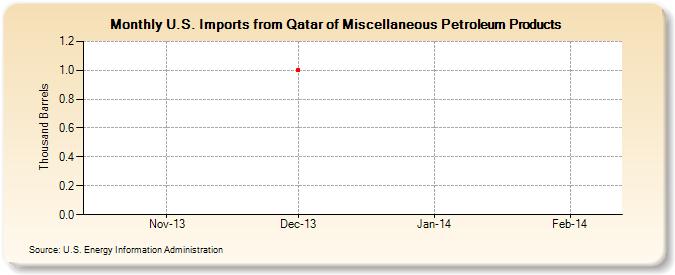 Monthly U.S. Imports from Qatar of Miscellaneous Petroleum Products
Thousand Barrels
1.2
1.0
0.8
0.6
0.4
0.2
0.0
Nov-13 Dec-13 Jan-14 Feb-14
Source: U.S. Energy Information Administration